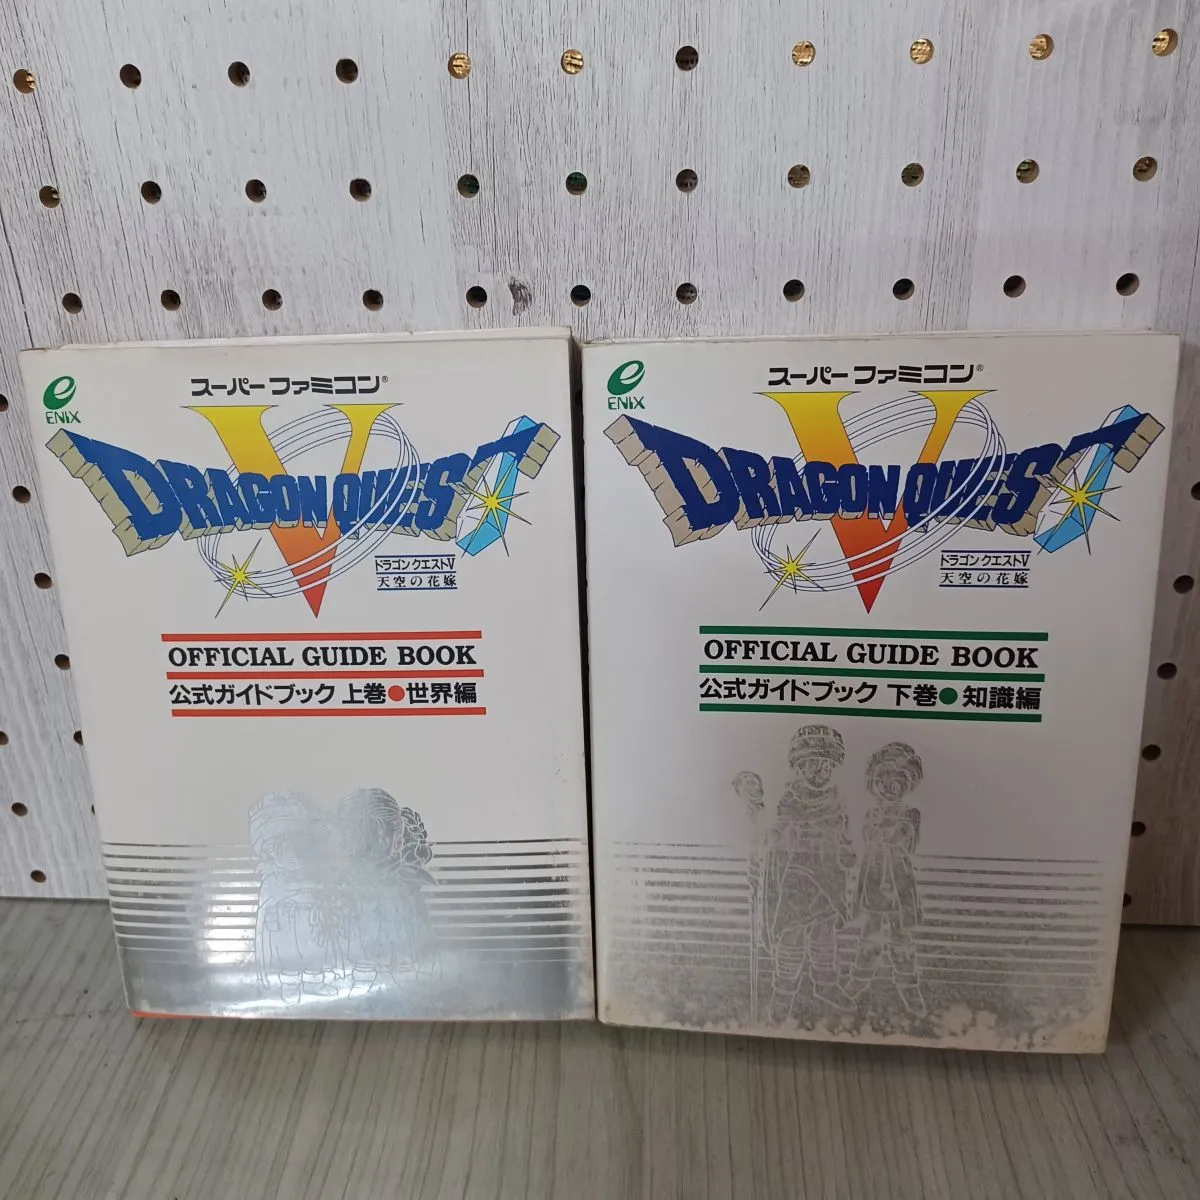 ENIX
スーパーファミコン®
V
DRAGON QUEST
ドラゴンクエストV
天空の花嫁
OFFICIAL GUIDE BOOK
公式ガイドブック 上巻●世界編
ENIX
スーパーファミコン®
V
DRAGON QUEST
ドラゴンクエストV
天空の花嫁
OFFICIAL GUIDE BOOK
公式ガイドブック 下巻●知識編